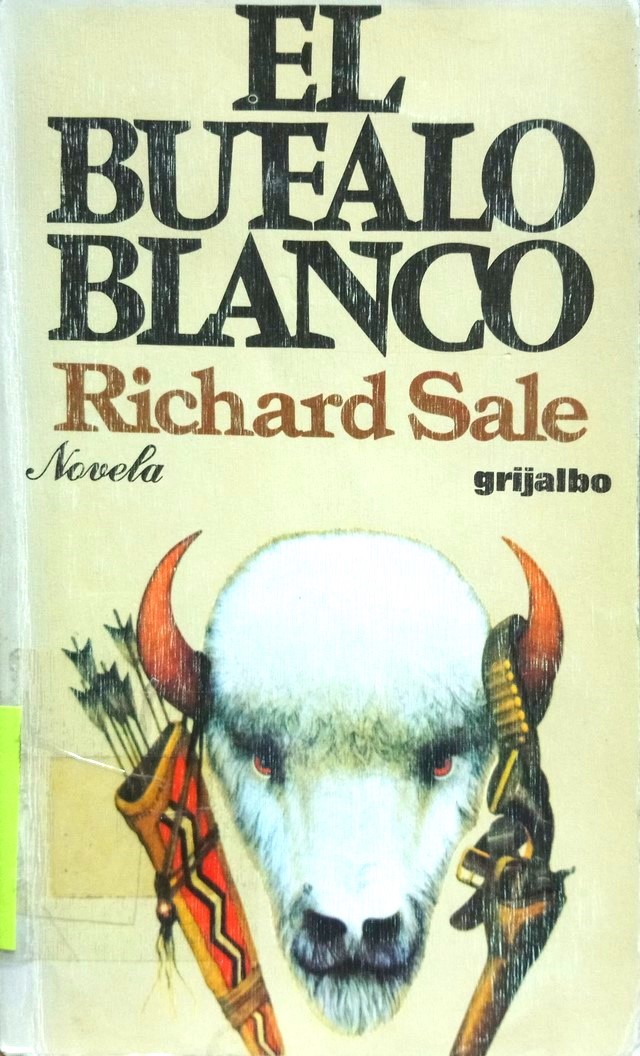 EL
BUFALO
BLANCO
Richard Sale
Novela
grijalbo